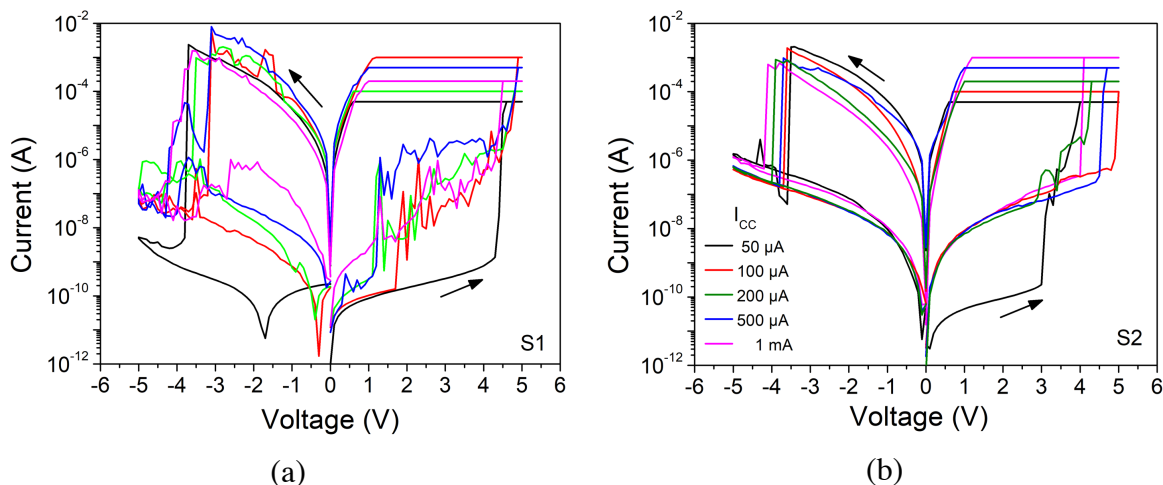 10⁻²
10⁻⁴
10⁻⁶
10⁻⁸
10⁻¹⁰
10⁻¹²
Current (A)
-6 -5 -4 -3 -2 -1 0 1 2 3 4 5 6
Voltage (V)
S1
(a)
10⁻²
10⁻⁴
10⁻⁶
10⁻⁸
10⁻¹⁰
10⁻¹²
Current (A)
I_CC
50 µA
100 µA
200 µA
500 µA
1 mA
-6 -5 -4 -3 -2 -1 0 1 2 3 4 5 6
Voltage (V)
S2
(b)